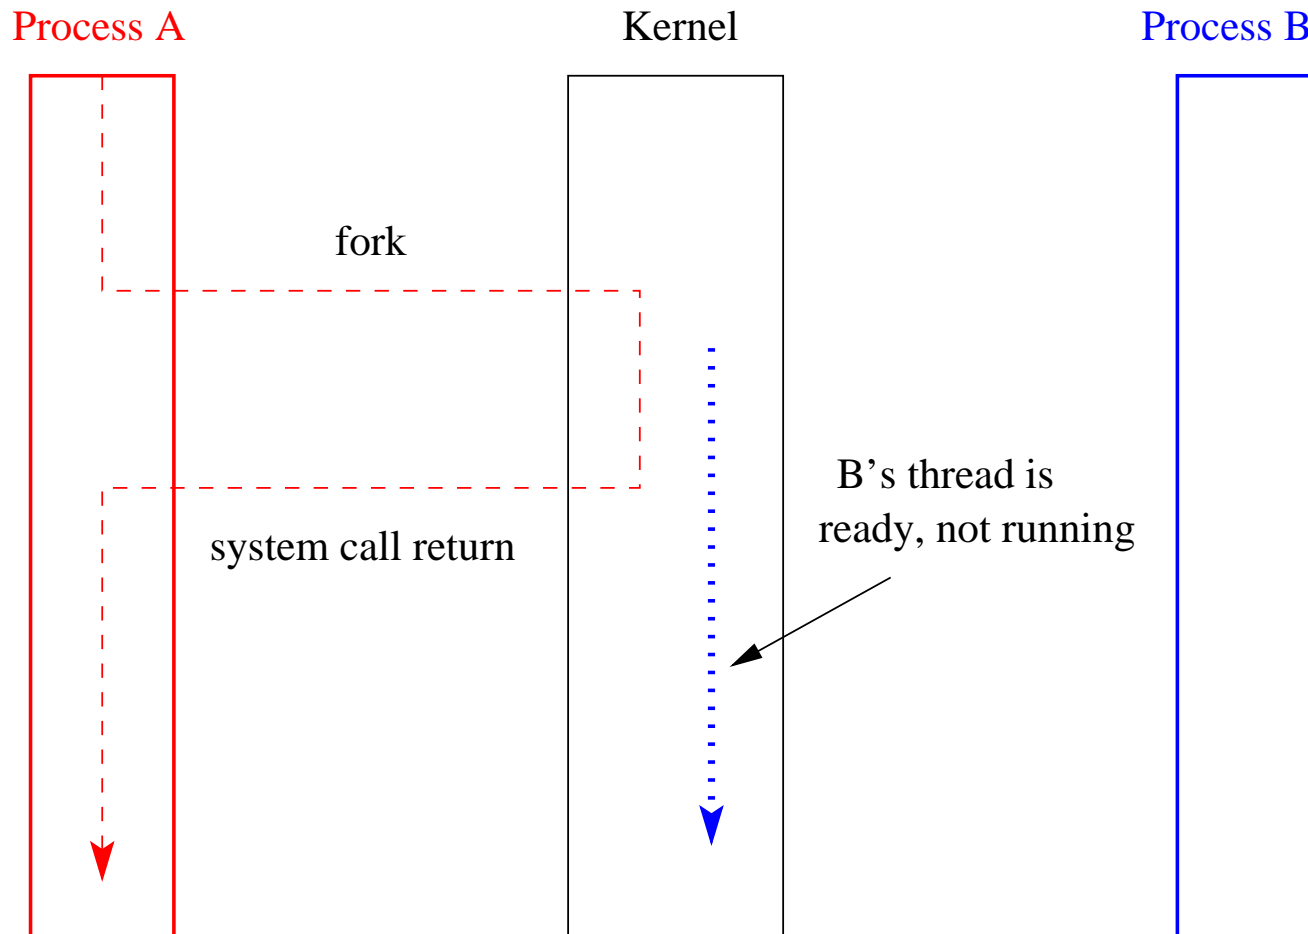 Process A
Kernel
Process B
fork
B’s thread is
ready, not running
system call return